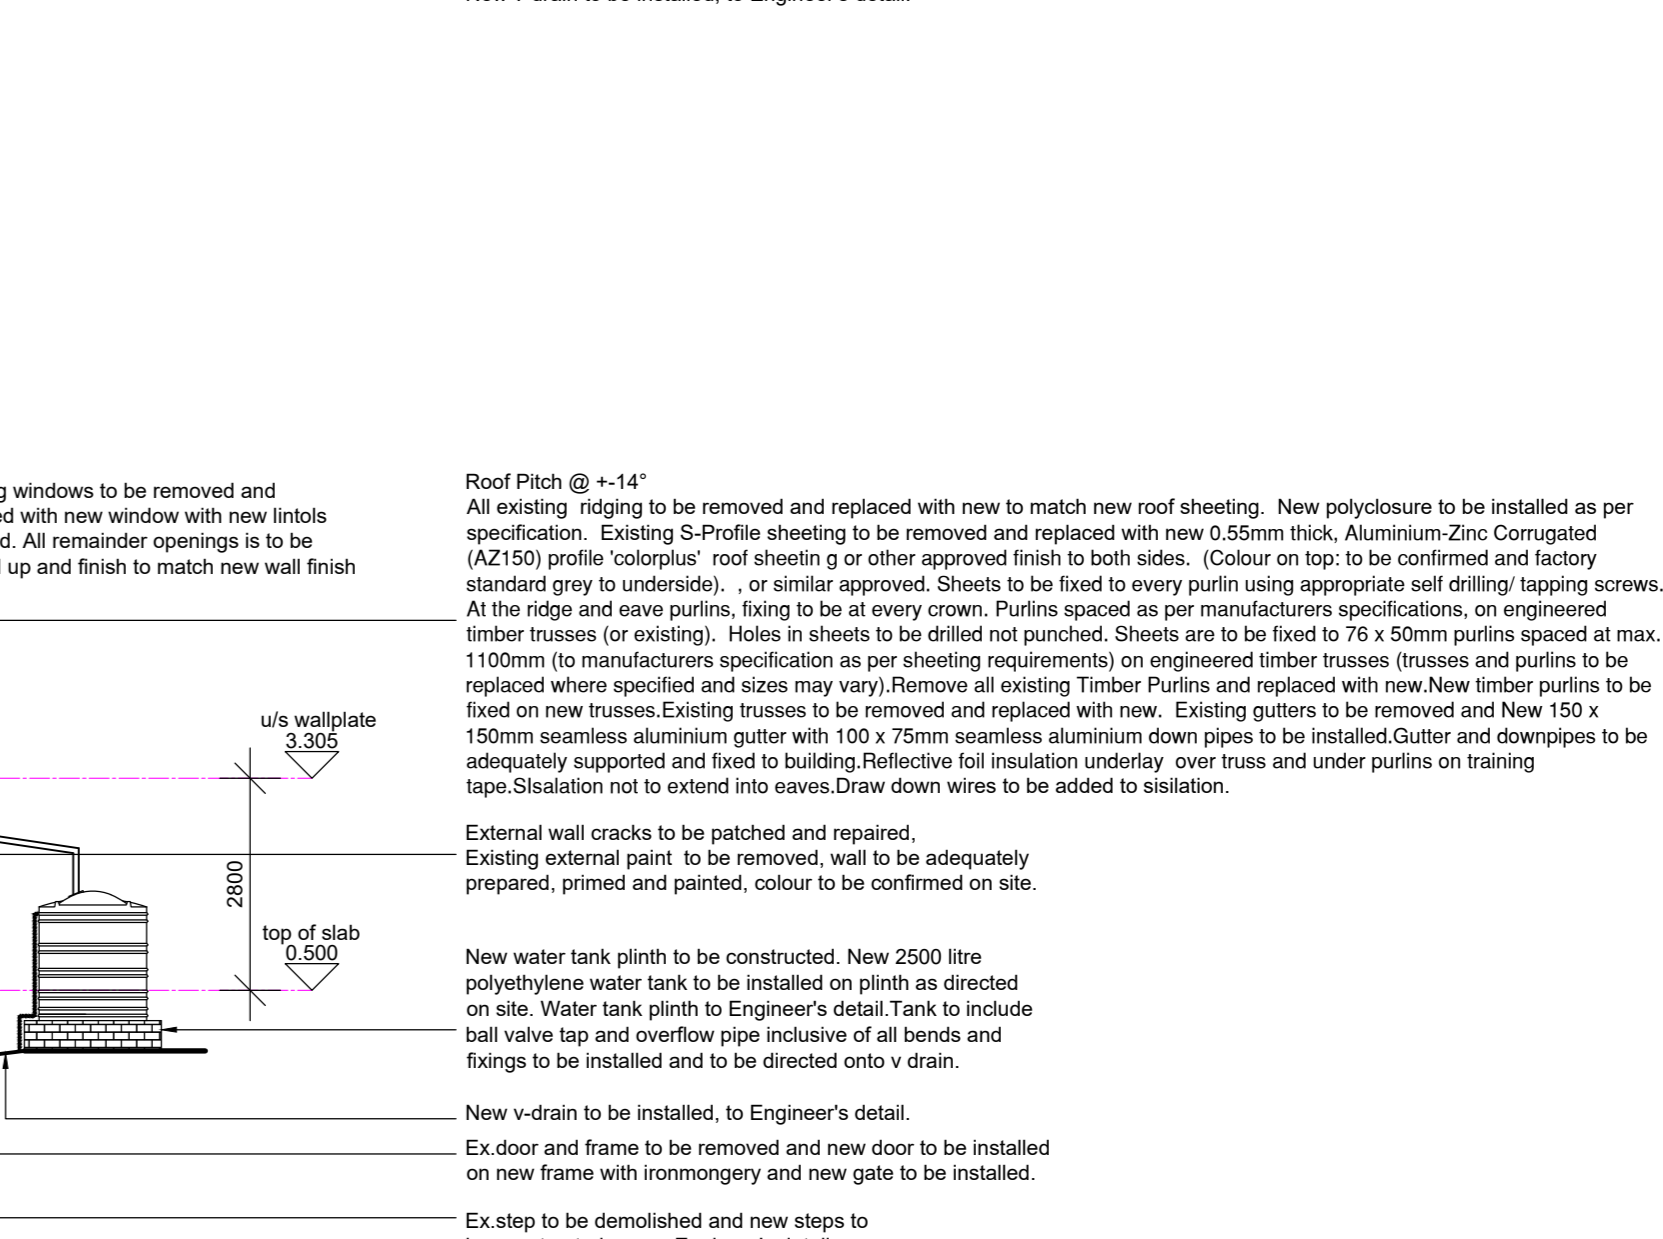 New v-drain to be installed, to Engineer's detail.
g windows to be removed and
ed with new window with new lintols
d. All remainder openings is to be
up and finish to match new wall finish
Roof Pitch @ +-14°
All existing  ridging to be removed and replaced with new to match new roof sheeting.  New polyclosure to be installed as per
specification.  Existing S-Profile sheeting to be removed and replaced with new 0.55mm thick, Aluminium-Zinc Corrugated
(AZ150) profile 'colorplus'  roof sheetin g or other approved finish to both sides.  (Colour on top: to be confirmed and factory
standard grey to underside).  , or similar approved. Sheets to be fixed to every purlin using appropriate self drilling/ tapping screws.
At the ridge and eave purlins, fixing to be at every crown. Purlins spaced as per manufacturers specifications, on engineered
timber trusses (or existing).  Holes in sheets to be drilled not punched. Sheets are to be fixed to 76 x 50mm purlins spaced at max.
1100mm (to manufacturers specification as per sheeting requirements) on engineered timber trusses (trusses and purlins to be
replaced where specified and sizes may vary).Remove all existing Timber Purlins and replaced with new.New timber purlins to be
fixed on new trusses.Existing trusses to be removed and replaced with new.  Existing gutters to be removed and New 150 x
150mm seamless aluminium gutter with 100 x 75mm seamless aluminium down pipes to be installed.Gutter and downpipes to be
adequately supported and fixed to building.Reflective foil insulation underlay  over truss and under purlins on training
tape.SIsalation not to extend into eaves.Draw down wires to be added to sisilation.
u/s wallplate
3.305
2800
top of slab
0.500
External wall cracks to be patched and repaired,
Existing external paint  to be removed, wall to be adequately
prepared, primed and painted, colour to be confirmed on site.
New water tank plinth to be constructed. New 2500 litre
polyethylene water tank to be installed on plinth as directed
on site. Water tank plinth to Engineer's detail.Tank to include
ball valve tap and overflow pipe inclusive of all bends and
fixings to be installed and to be directed onto v drain.
New v-drain to be installed, to Engineer's detail.
Ex.door and frame to be removed and new door to be installed
on new frame with ironmongery and new gate to be installed.
Ex.step to be demolished and new steps to